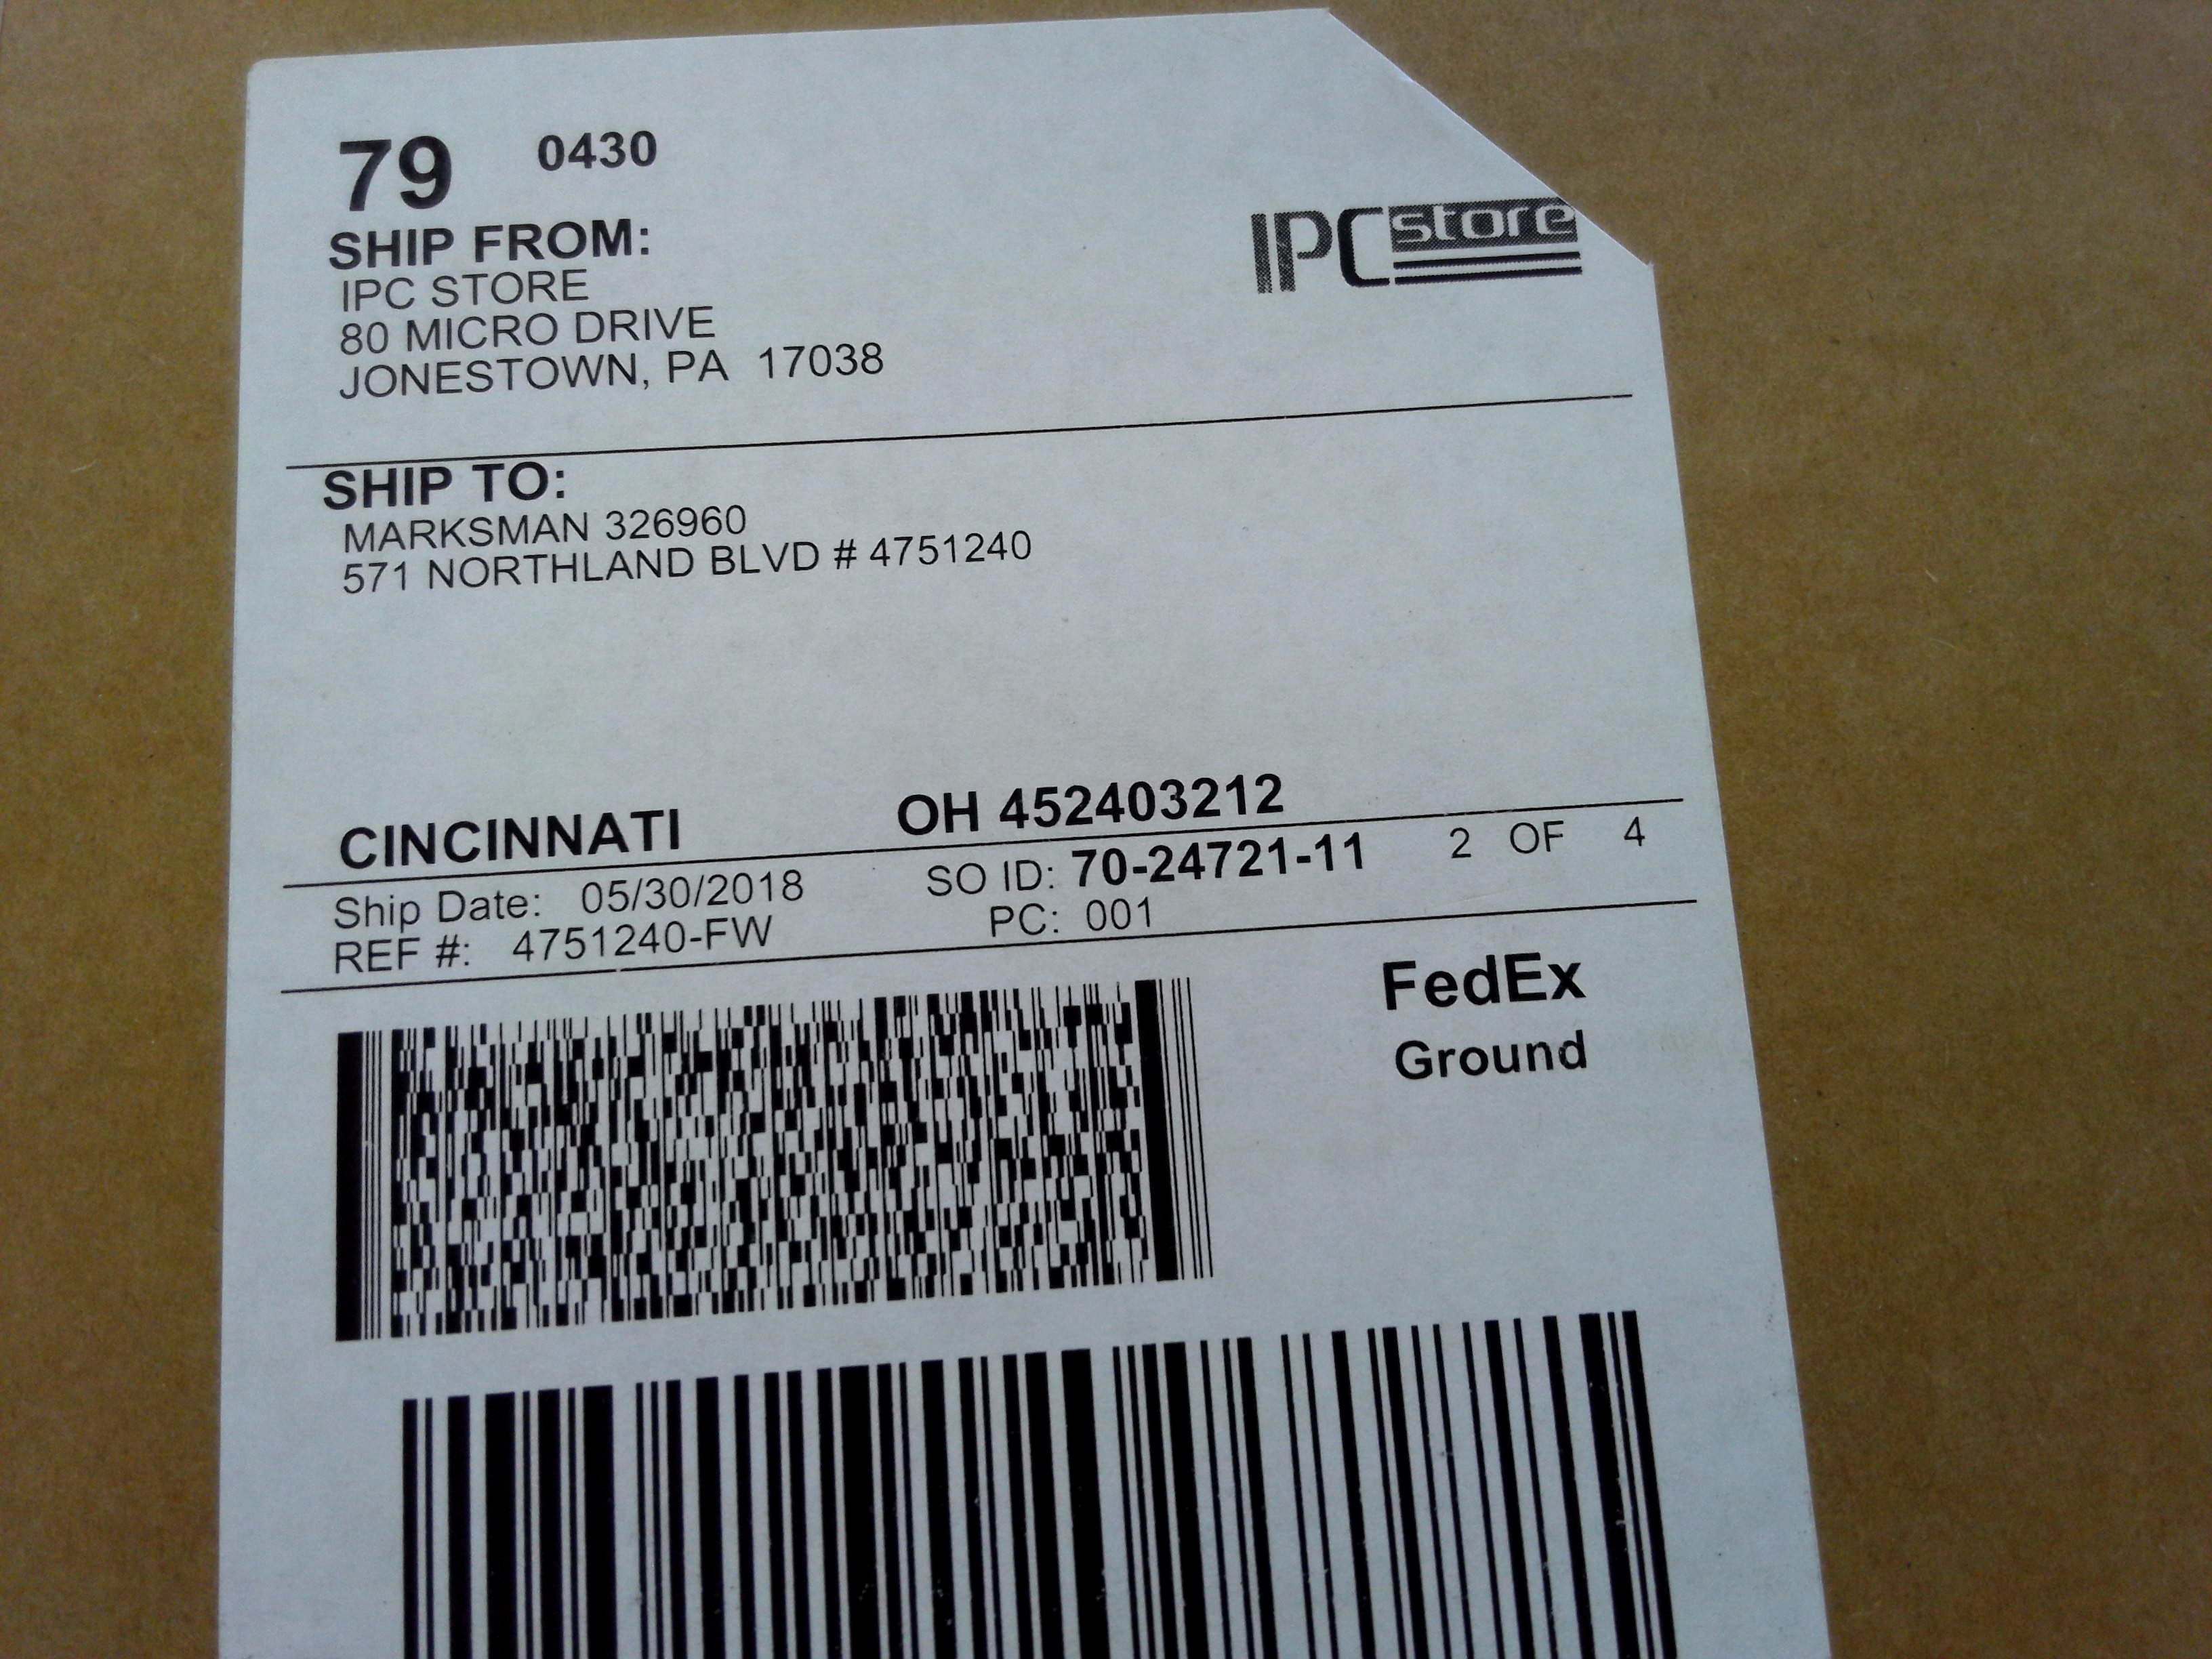 79 0430
SHIP FROM:
IPC STORE
80 MICRO DRIVE
JONESTOWN, PA 17038
IPC store
SHIP TO:
MARKSMAN 326960
571 NORTHLAND BLVD # 4751240
CINCINNATI OH 452403212
Ship Date: 05/30/2018 SO ID: 70-24721-11 2 OF 4
REF #: 4751240-FW PC: 001
FedEx
Ground